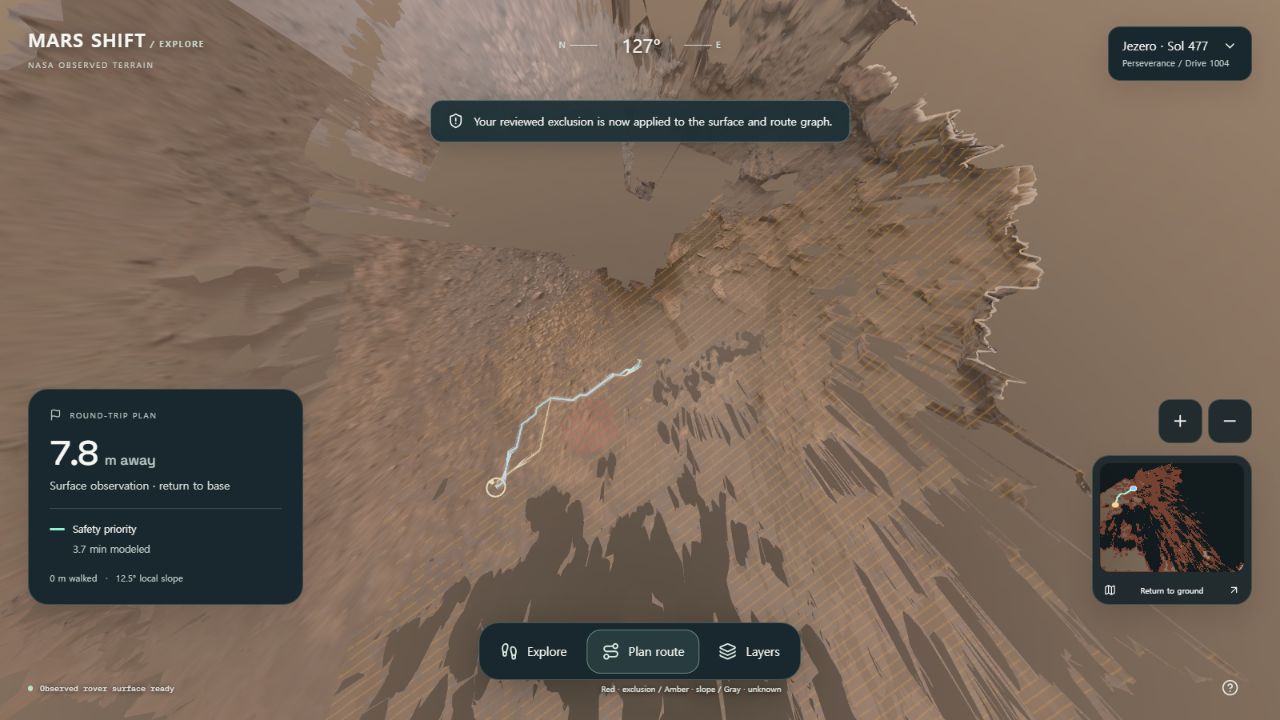 MARS SHIFT / EXPLORE
NASA OBSERVED TERRAIN
N 127° E
Jezero · Sol 477
Perseverance / Drive 1004
Your reviewed exclusion is now applied to the surface and route graph.
ROUND-TRIP PLAN
7.8 m away
Surface observation · return to base
Safety priority
3.7 min modeled
0 m walked · 12.5° local slope
+ −
Return to ground
Explore
Plan route
Layers
Observed rover surface ready
Red · exclusion / Amber · slope / Gray · unknown
?